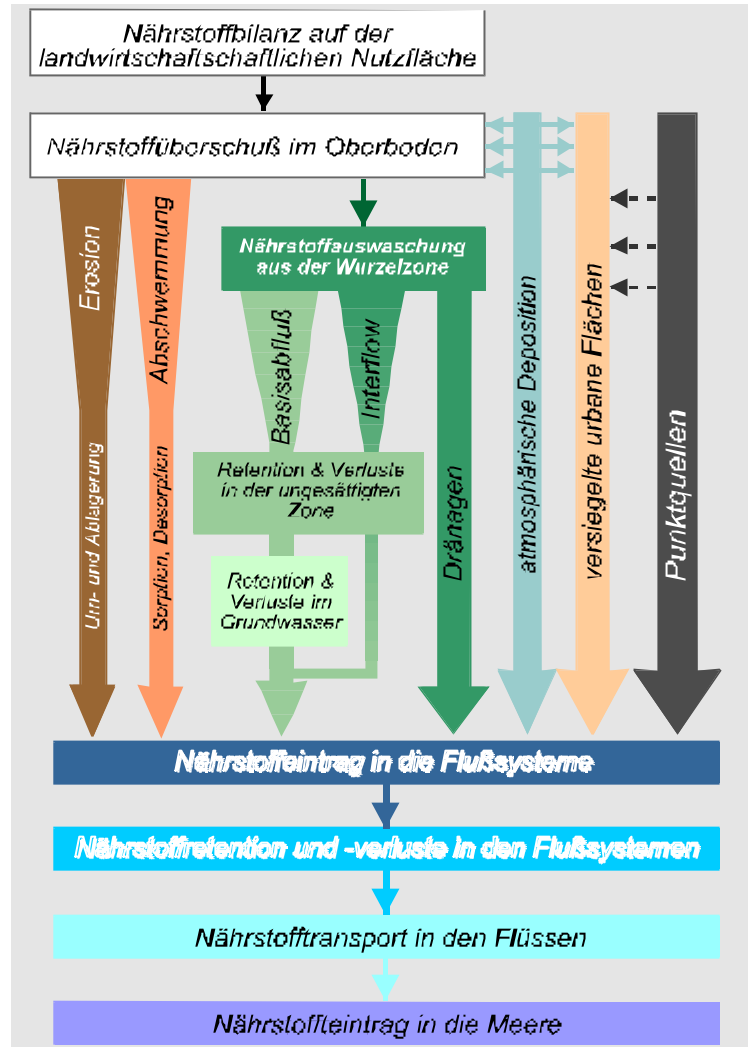 Nährstoffbilanz auf der
landwirtschaftschaftlichen Nutzfläche
Nährstoffüberschuß im Oberboden
Erosion
Um- und Ablagerung
Abschwemmung
Sorption, Desorption
Nährstoffauswaschung
aus der Wurzelzone
Basisabfluß
Interflow
Retention & Verluste
in der ungesättigten
Zone
Retention &
Verluste im
Grundwasser
Dränagen
atmosphärische Deposition
versiegelte urbane Flächen
Punktquellen
Nährstoffeintrag in die Flußsysteme
Nährstoffretention und -verluste in den Flußsystemen
Nährstofftransport in den Flüssen
Nährstoffeintrag in die Meere